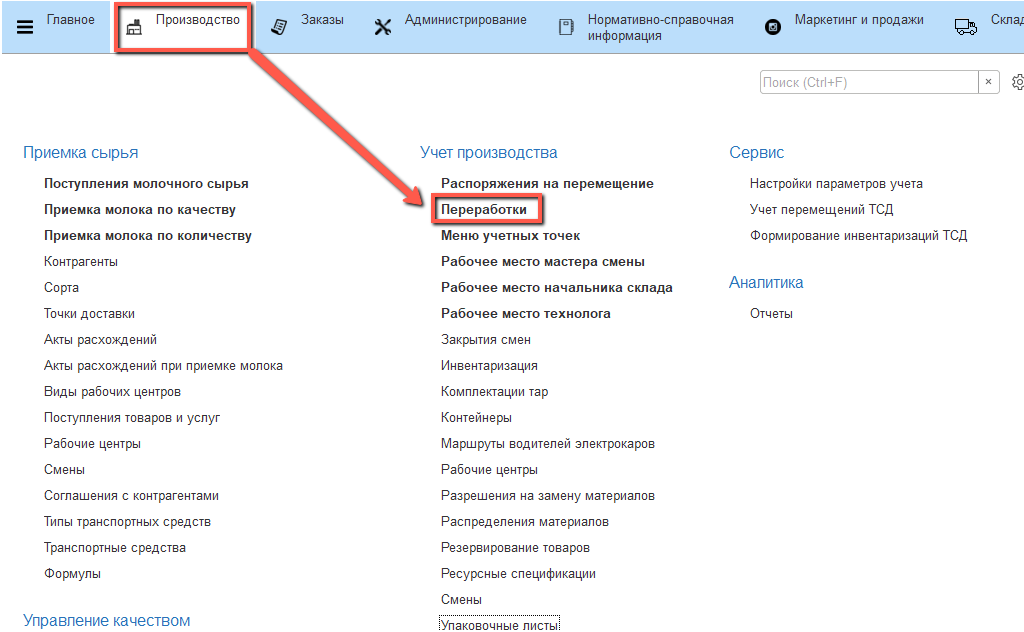 Главное
Производство
Заказы
Администрирование
Нормативно-справочная
информация
Маркетинг и продажи
Склад
Поиск (Ctrl+F)
×
Приемка сырья
Поступления молочного сырья
Приемка молока по качеству
Приемка молока по количеству
Контрагенты
Сорта
Точки доставки
Акты расхождений
Акты расхождений при приемке молока
Виды рабочих центров
Поступления товаров и услуг
Рабочие центры
Смены
Соглашения с контрагентами
Типы транспортных средств
Транспортные средства
Формулы
Управление качеством
Учет производства
Распоряжения на перемещение
Переработки
Меню учетных точек
Рабочее место мастера смены
Рабочее место начальника склада
Рабочее место технолога
Закрытия смен
Инвентаризация
Комплектации тар
Контейнеры
Маршруты водителей электрокаров
Рабочие центры
Разрешения на замену материалов
Распределения материалов
Резервирование товаров
Ресурсные спецификации
Смены
Упаковочные листы
Сервис
Настройки параметров учета
Учет перемещений ТСД
Формирование инвентаризаций ТСД
Аналитика
Отчеты